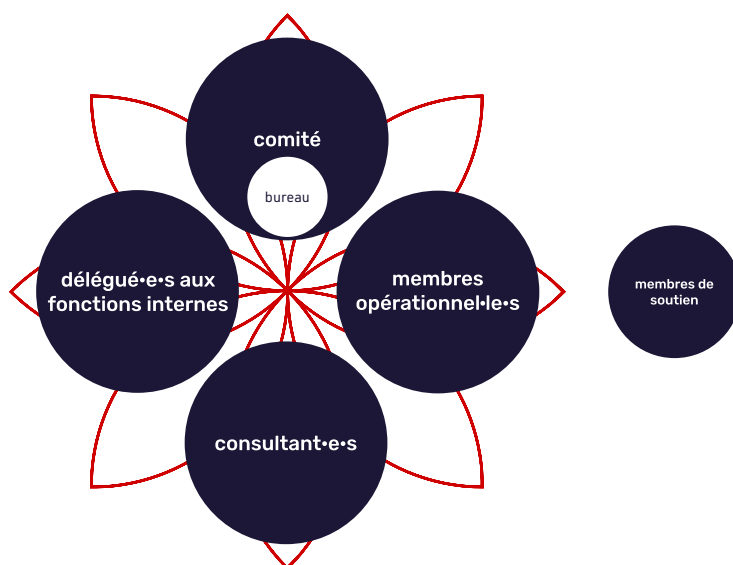 comité
bureau
délégué•e•s aux
fonctions internes
membres
opérationnel•le•s
membres de
soutien
consultant•e•s